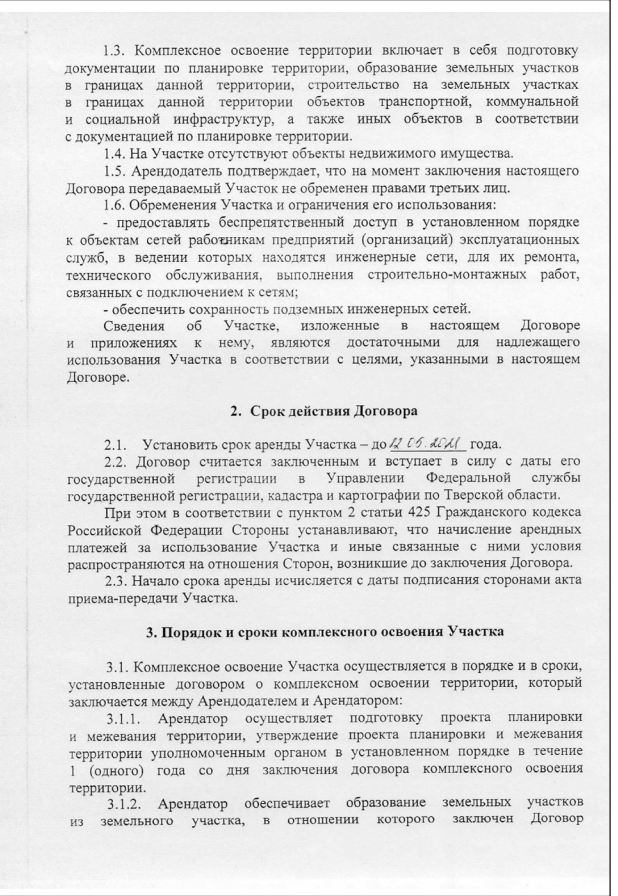 1.3. Комплексное освоение территории включает в себя подготовку
документации по планировке территории, образование земельных участков
в границах данной территории, строительство на земельных участках
в границах данной территории объектов транспортной, коммунальной
и социальной инфраструктур, а также иных объектов в соответствии
с документацией по планировке территории.
1.4. На Участке отсутствуют объекты недвижимого имущества.
1.5. Арендодатель подтверждает, что на момент заключения настоящего
Договора передаваемый Участок не обременен правами третьих лиц.
1.6. Обременения Участка и ограничения его использования:
- предоставлять беспрепятственный доступ в установленном порядке
к объектам сетей работникам предприятий (организаций) эксплуатационных
служб, в ведении которых находятся инженерные сети, для их ремонта,
технического обслуживания, выполнения строительно-монтажных работ,
связанных с подключением к сетям;
- обеспечить сохранность подземных инженерных сетей.
Сведения об Участке, изложенные в настоящем Договоре
и приложениях к нему, являются достаточными для надлежащего
использования Участка в соответствии с целями, указанными в настоящем
Договоре.
2. Срок действия Договора
2.1. Установить срок аренды Участка – до 12.05. года.
2.2. Договор считается заключенным и вступает в силу с даты его
государственной регистрации в Управлении Федеральной службы
государственной регистрации, кадастра и картографии по Тверской области.
При этом в соответствии с пунктом 2 статьи 425 Гражданского кодекса
Российской Федерации Стороны устанавливают, что начисление арендных
платежей за использование Участка и иные связанные с ними условия
распространяются на отношения Сторон, возникшие до заключения Договора.
2.3. Начало срока аренды исчисляется с даты подписания сторонами акта
приема-передачи Участка.
3. Порядок и сроки комплексного освоения Участка
3.1. Комплексное освоение Участка осуществляется в порядке и в сроки,
установленные договором о комплексном освоении территории, который
заключается между Арендодателем и Арендатором:
3.1.1. Арендатор осуществляет подготовку проекта планировки
и межевания территории, утверждение проекта планировки и межевания
территории уполномоченным органом в установленном порядке в течение
1 (одного) года со дня заключения договора комплексного освоения
территории.
3.1.2. Арендатор обеспечивает образование земельных участков
из земельного участка, в отношении которого заключен Договор